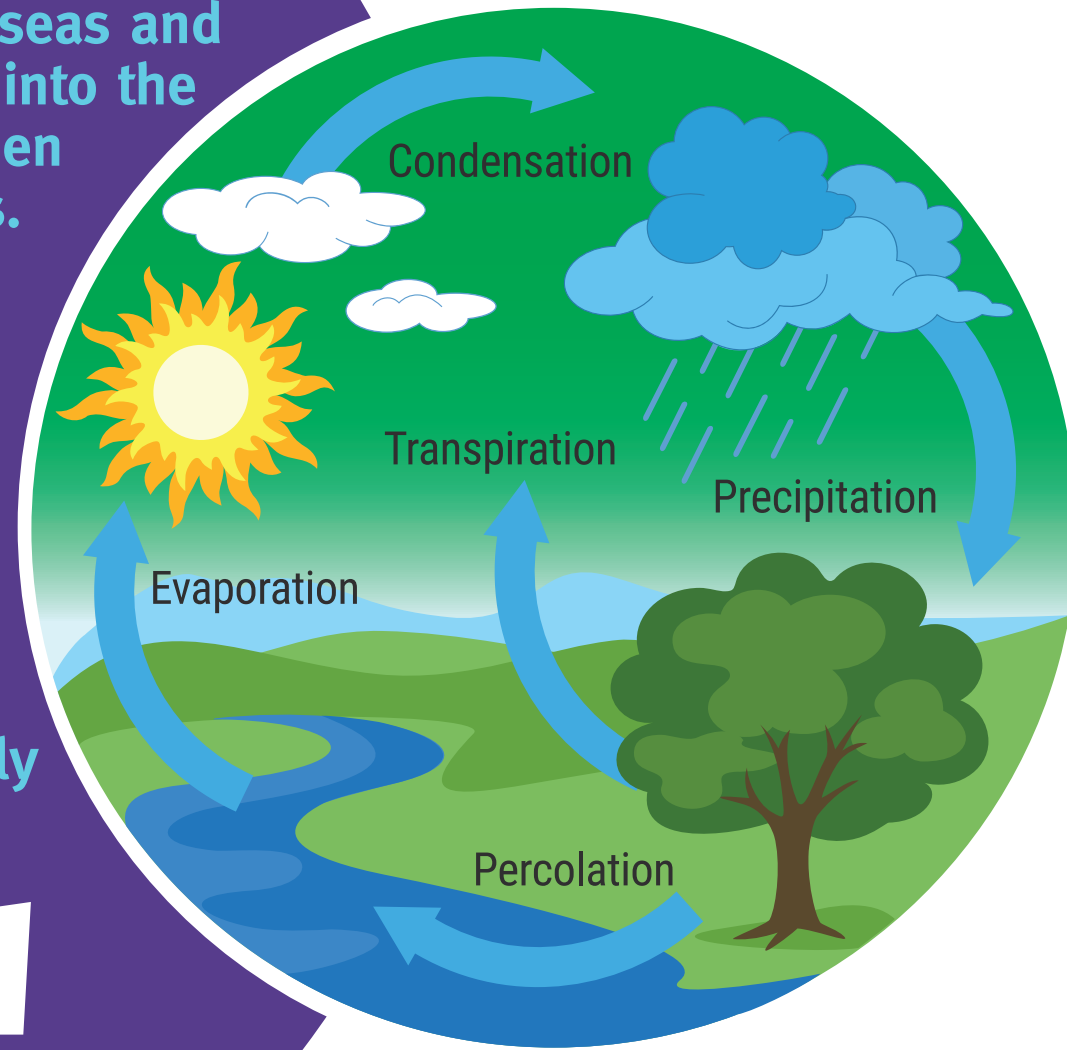 seas and
into the
en
s.
ly
Condensation
Transpiration
Precipitation
Evaporation
Percolation